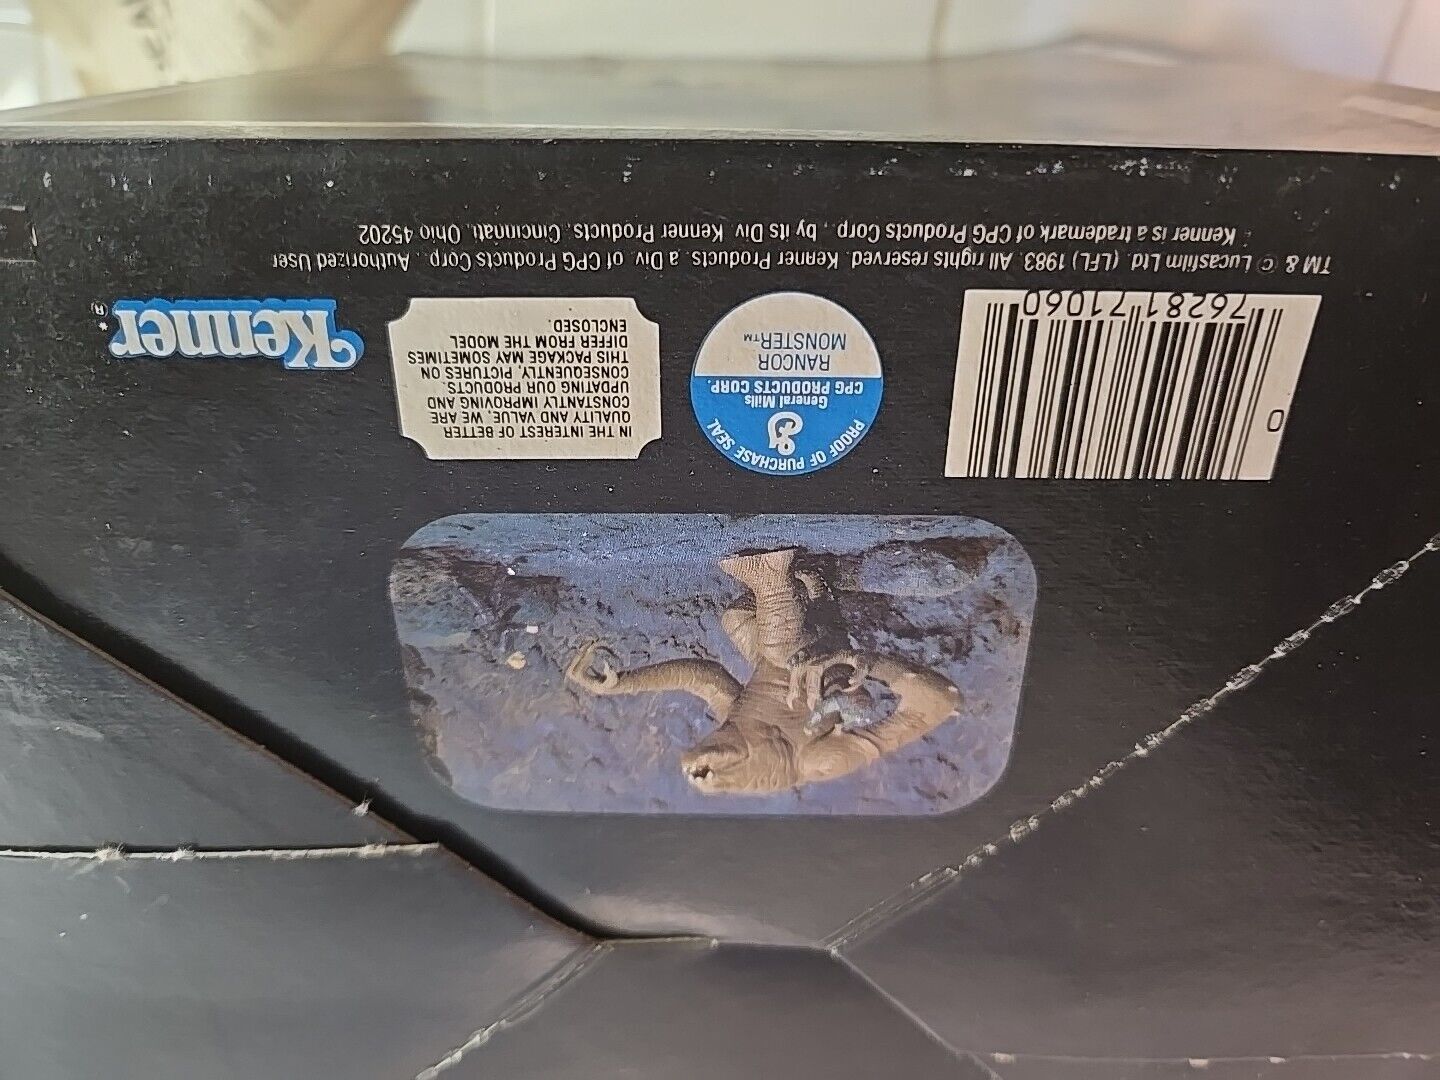 IN THE INTEREST OF BETTER
QUALITY AND VALUE, WE ARE
CONSTANTLY IMPROVING AND
UPDATING OUR PRODUCTS.
CONSEQUENTLY, PICTURES ON
THIS PACKAGE MAY SOMETIMES
DIFFER FROM THE MODEL
ENCLOSED.
PROOF OF PURCHASE SEAL
General Mills
CPG PRODUCTS CORP.
RANCOR
MONSTER™
0
76281 71060
Kenner®*
TM & © Lucasfilm Ltd. (LFL) 1983 All rights reserved. Kenner Products, a Div. of CPG Products Corp., Authorized User
* Kenner is a trademark of CPG Products Corp., by its Div. Kenner Products, Cincinnati, Ohio 45202